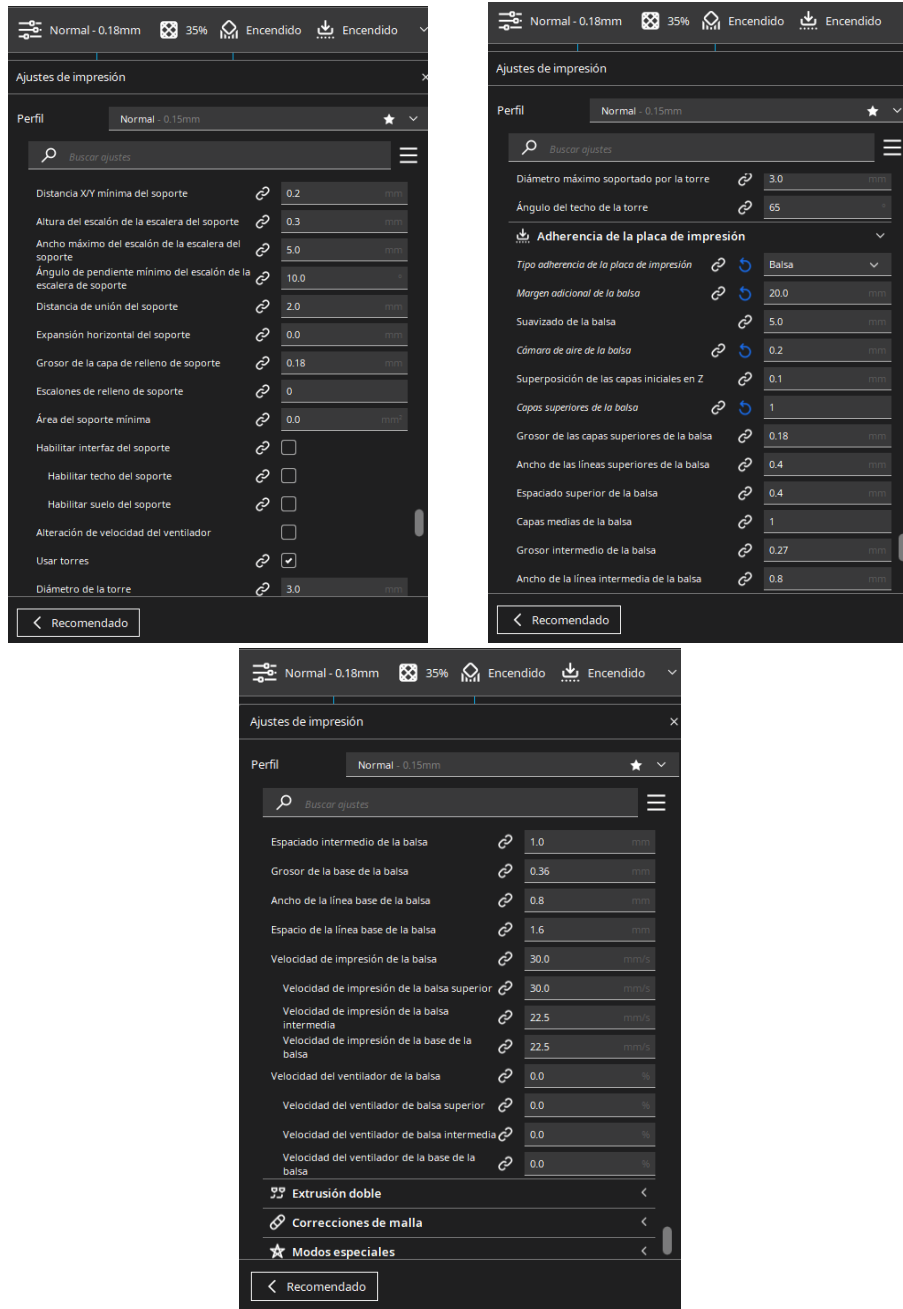 Normal - 0.18mm 35% Encendido Encendido
Ajustes de impresión
Perfil Normal - 0.15mm
Buscar ajustes
Distancia X/Y mínima del soporte 0.2 mm
Altura del escalón de la escalera del soporte 0.3 mm
Ancho máximo del escalón de la escalera del
soporte 5.0 mm
Ángulo de pendiente mínimo del escalón de la
escalera de soporte 10.0 °
Distancia de unión del soporte 2.0 mm
Expansión horizontal del soporte 0.0 mm
Grosor de la capa de relleno de soporte 0.18 mm
Escalones de relleno de soporte 0
Área del soporte mínima 0.0 mm²
Habilitar interfaz del soporte
Habilitar techo del soporte
Habilitar suelo del soporte
Alteración de velocidad del ventilador
Usar torres
Diámetro de la torre 3.0 mm
Recomendado
Normal - 0.18mm 35% Encendido Encendido
Ajustes de impresión
Perfil Normal - 0.15mm
Buscar ajustes
Diámetro máximo soportado por la torre 3.0 mm
Ángulo del techo de la torre 65 °
Adherencia de la placa de impresión
Tipo adherencia de la placa de impresión Balsa
Margen adicional de la balsa 20.0 mm
Suavizado de la balsa 5.0 mm
Cámara de aire de la balsa 0.2 mm
Superposición de las capas iniciales en Z 0.1 mm
Capas superiores de la balsa 1
Grosor de las capas superiores de la balsa 0.18 mm
Ancho de las líneas superiores de la balsa 0.4 mm
Espaciado superior de la balsa 0.4 mm
Capas medias de la balsa 1
Grosor intermedio de la balsa 0.27 mm
Ancho de la línea intermedia de la balsa 0.8 mm
Recomendado
Normal - 0.18mm 35% Encendido Encendido
Ajustes de impresión
Perfil Normal - 0.15mm
Buscar ajustes
Espaciado intermedio de la balsa 1.0 mm
Grosor de la base de la balsa 0.36 mm
Ancho de la línea base de la balsa 0.8 mm
Espacio de la línea base de la balsa 1.6 mm
Velocidad de impresión de la balsa 30.0 mm/s
Velocidad de impresión de la balsa superior 30.0 mm/s
Velocidad de impresión de la balsa
intermedia 22.5 mm/s
Velocidad de impresión de la base de la
balsa 22.5 mm/s
Velocidad del ventilador de la balsa 0.0 %
Velocidad del ventilador de balsa superior 0.0 %
Velocidad del ventilador de balsa intermedia 0.0 %
Velocidad del ventilador de la base de la
balsa 0.0 %
Extrusión doble
Correcciones de malla
Modos especiales
Recomendado